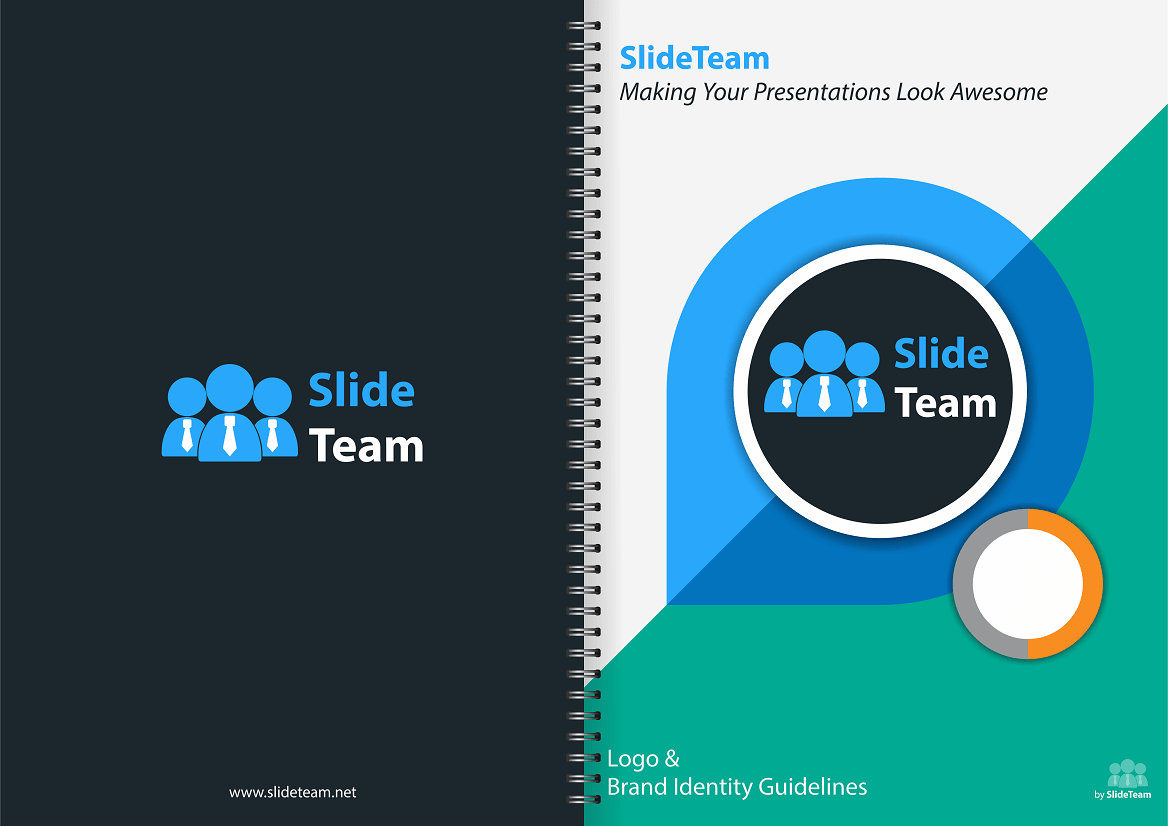 Slide
Team
www.slideteam.net
SlideTeam
Making Your Presentations Look Awesome
Slide
Team
Logo &
Brand Identity Guidelines
by SlideTeam